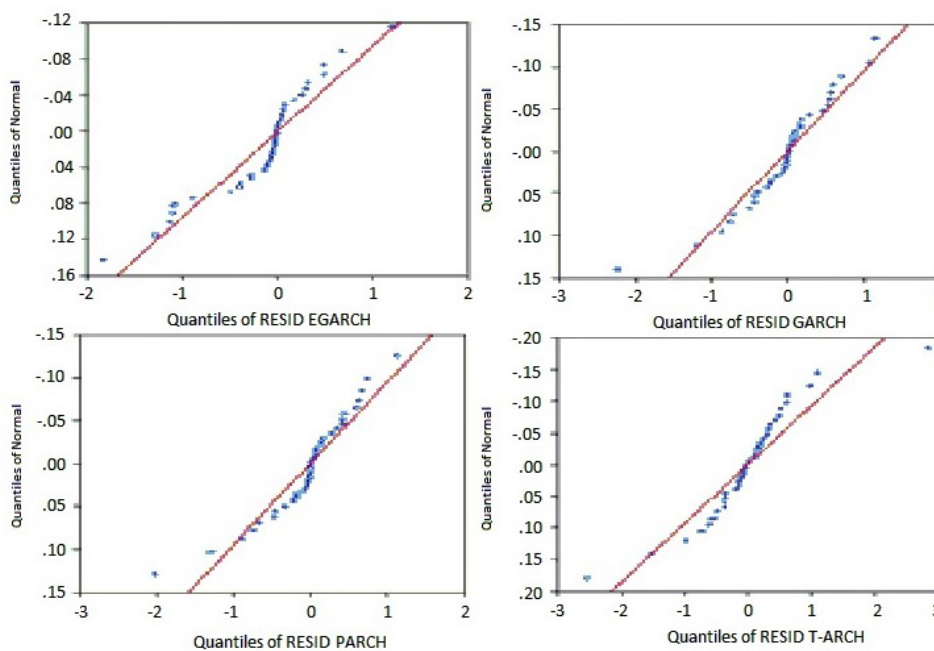 -.12
-.08
-.04
.00
.04
.08
.12
.16
Quantiles of Normal
-2 -1 0 1 2
Quantiles of RESID EGARCH
-.15
-.10
-.05
-.00
.05
.10
.15
Quantiles of Normal
-3 -2 -1 0 1
Quantiles of RESID GARCH
-.15
-.10
-.05
.00
.05
.10
.15
Quantiles of Normal
-3 -2 -1 0 1 2
Quantiles of RESID PARCH
-.20
-.15
-.10
-.05
.00
.05
.10
.15
.20
Quantiles of Normal
-3 -2 -1 0 1 2 3
Quantiles of RESID T-ARCH